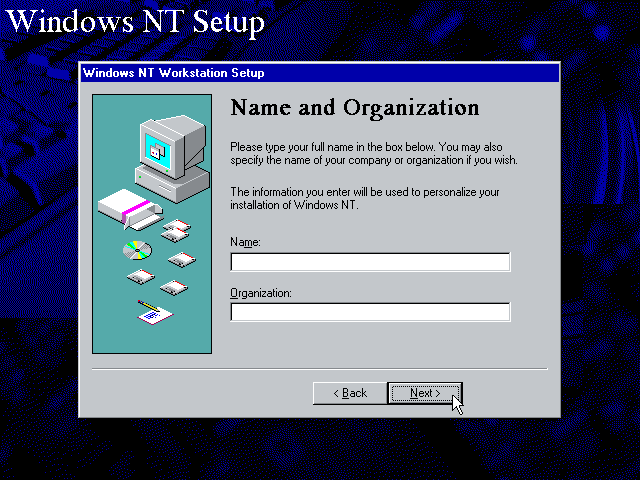 Windows NT Setup
Windows NT Workstation Setup
Name and Organization
Please type your full name in the box below. You may also
specify the name of your company or organization if you wish.
The information you enter will be used to personalize your
installation of Windows NT.
Name:
Organization:
< Back
Next >